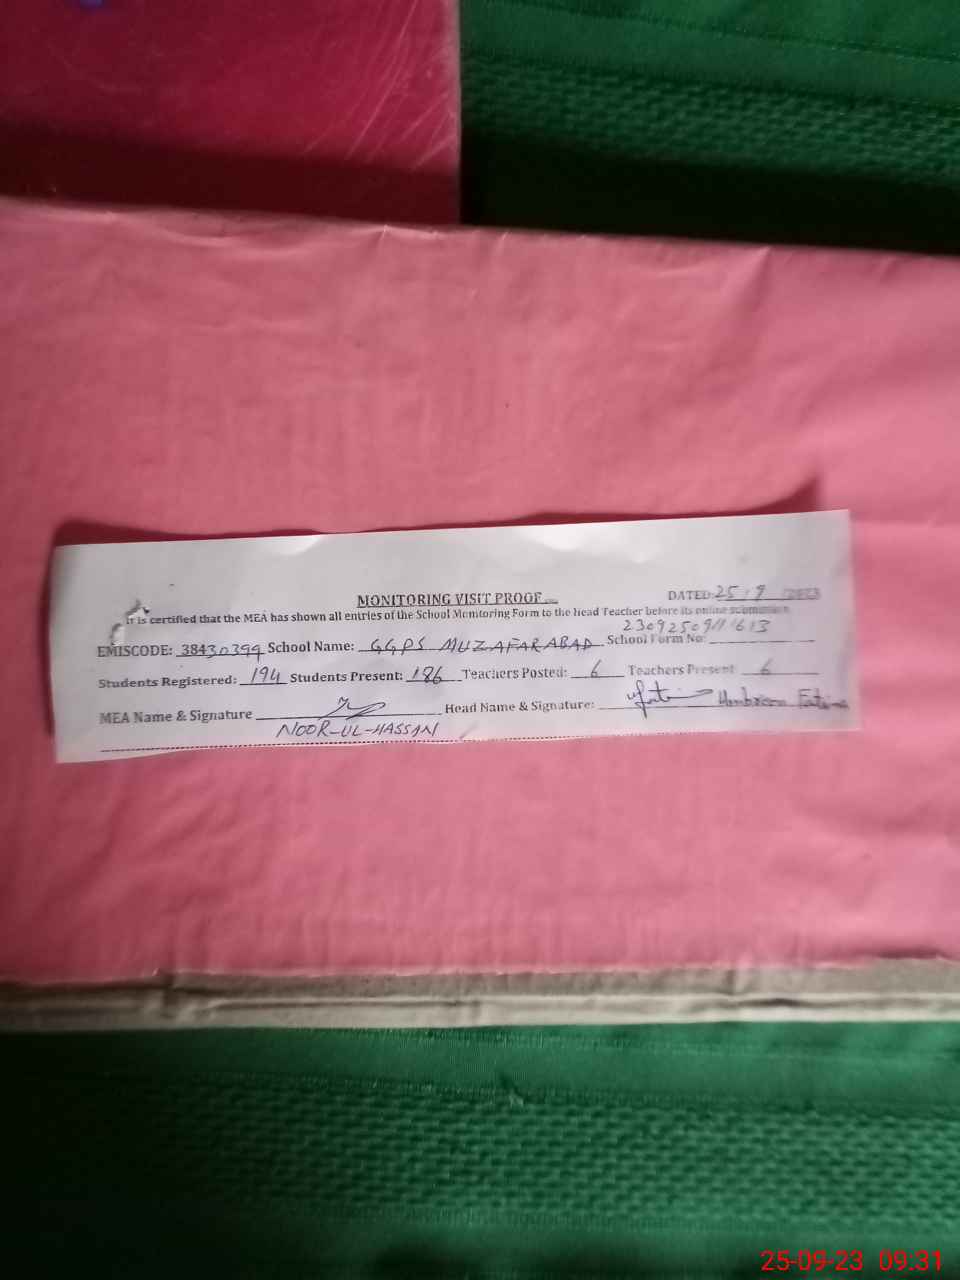 MONITORING VISIT PROOF DATED: 25.9.2023
It is certified that the MEA has shown all entries of the School Monitoring Form to the Head Teacher before its online submission
EMISCODE: 38430399 School Name: GGPS MUZAFARABAD School Form No: 230925091613
Students Registered: 194 Students Present: 186 Teachers Posted: 6 Teachers Present: 6
MEA Name & Signature Head Name & Signature: Fatima
NOOR-UL-HASSAN
25-09-23 09.31